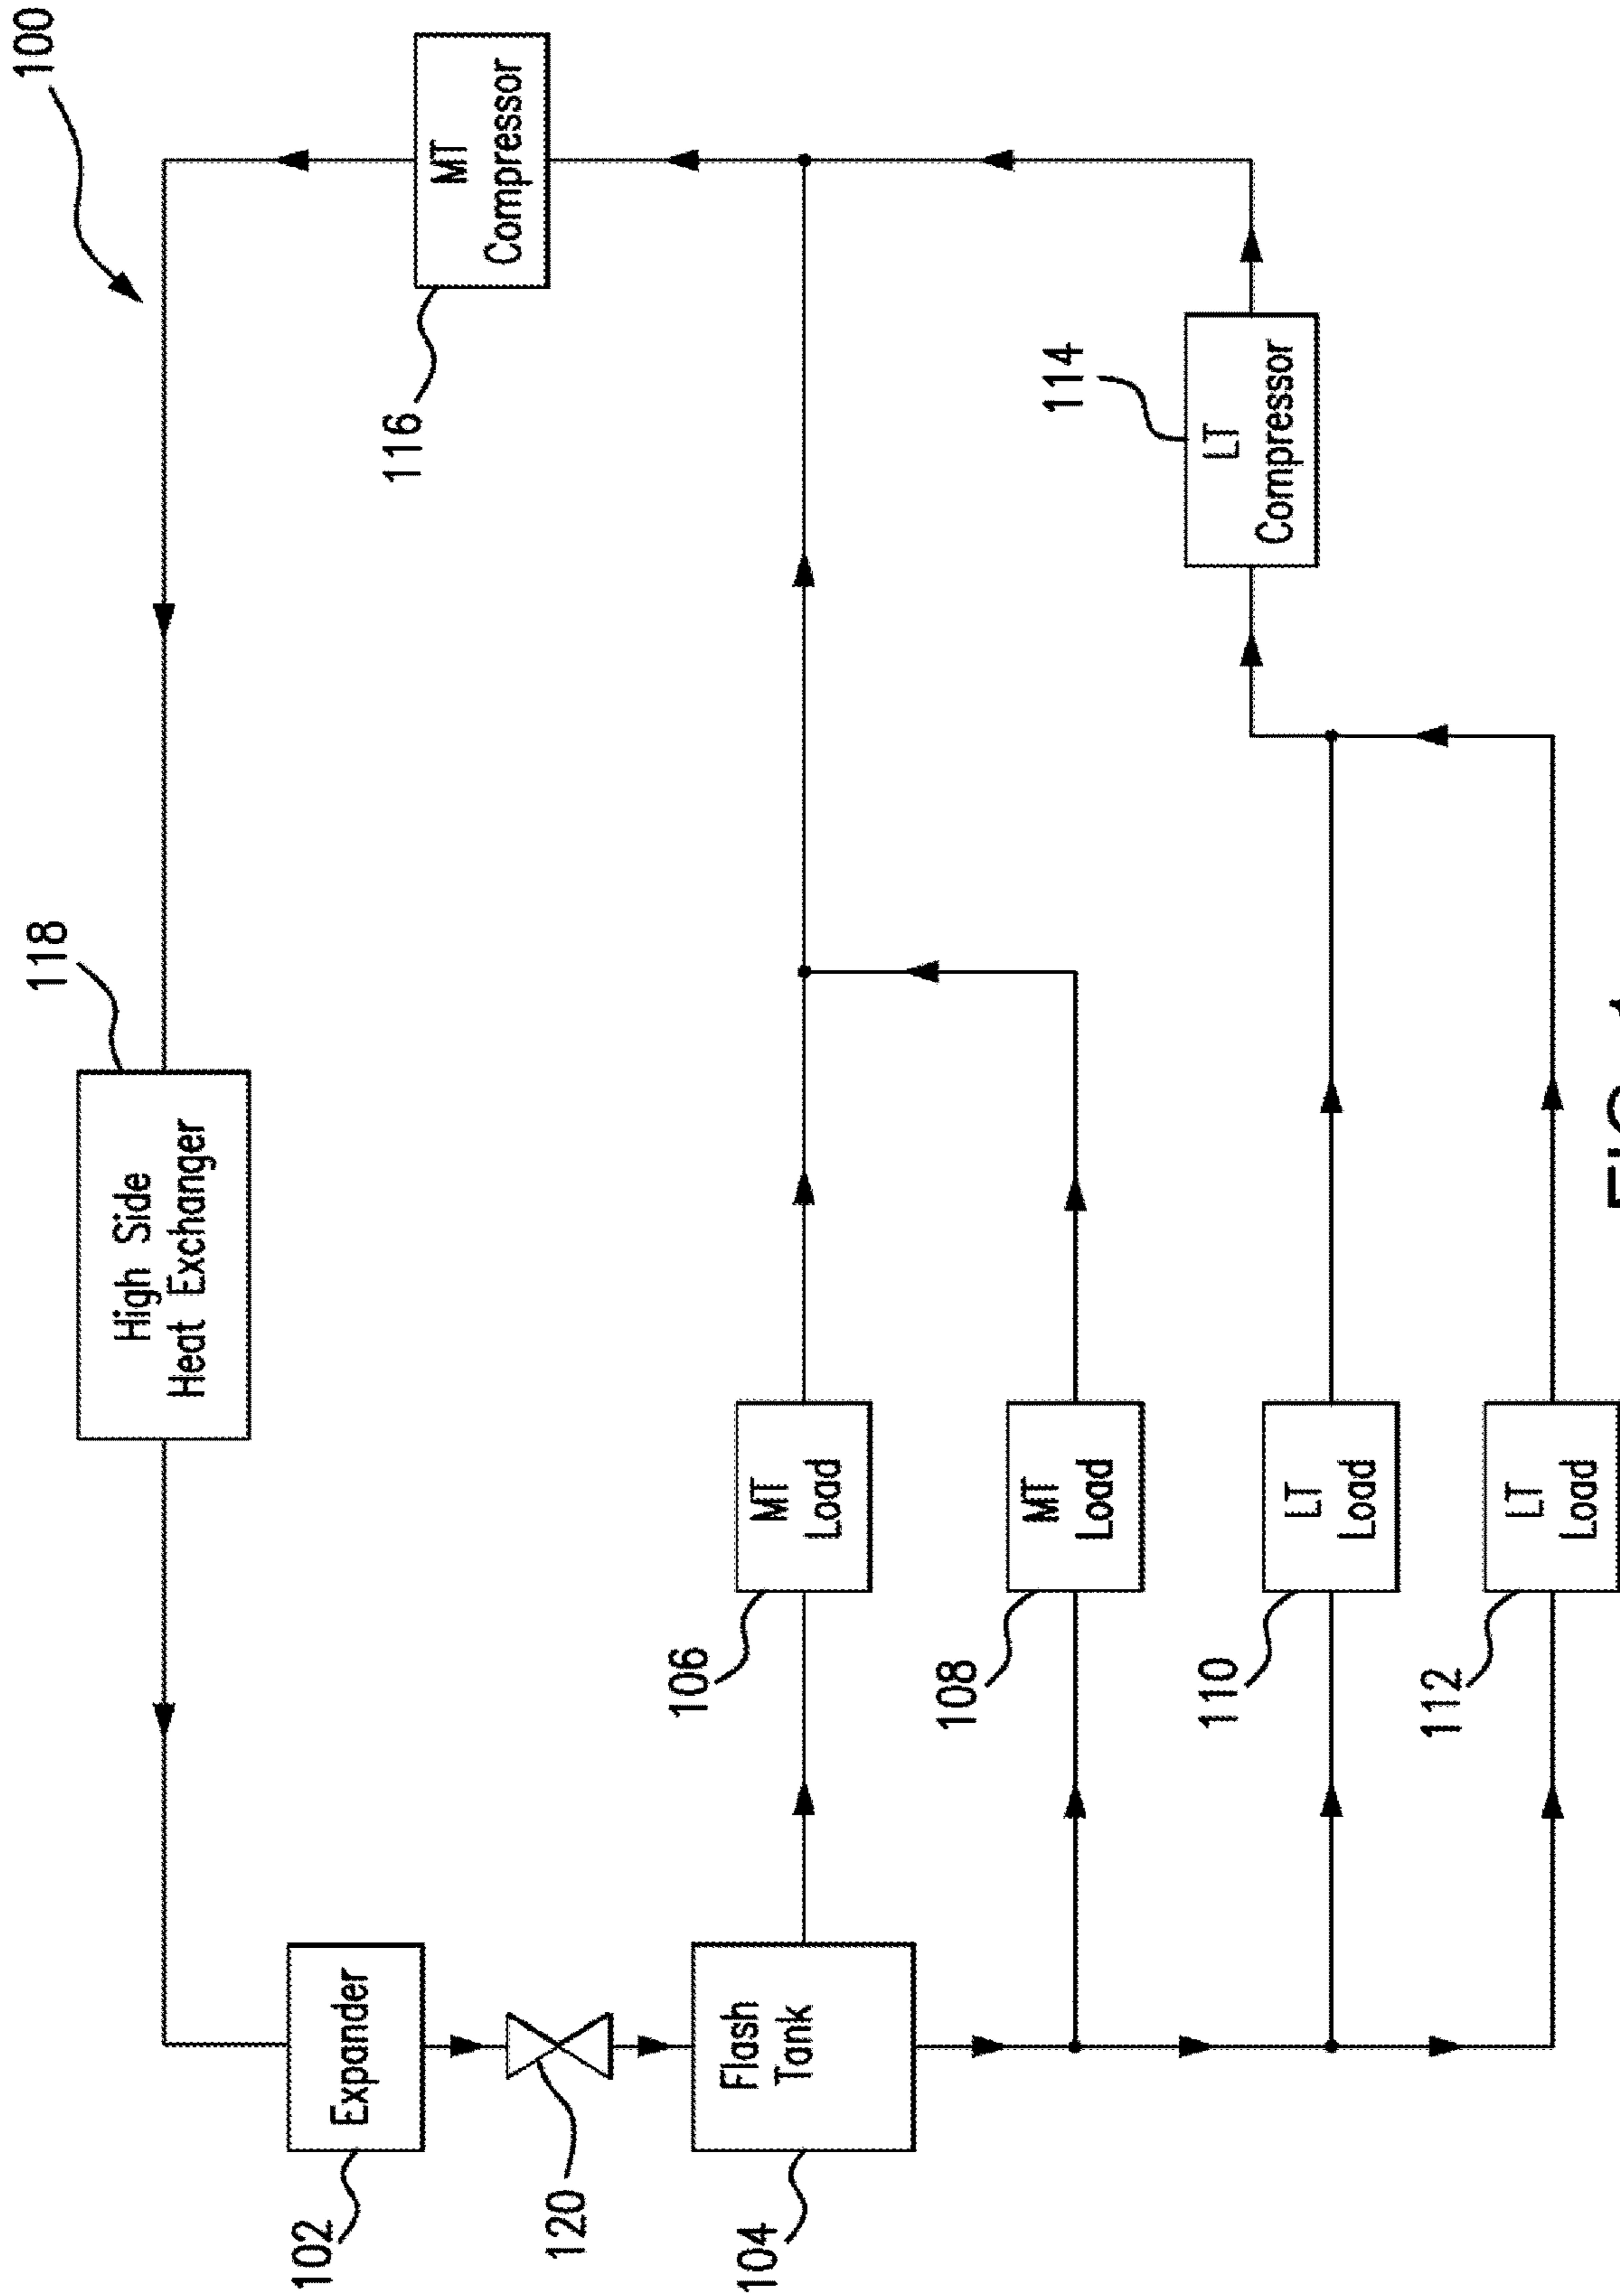 100
118
High Side
Heat Exchanger
MT
Compressor
116
Expander
102
120
Flash
Tank
104
MT
Load
106
MT
Load
108
LT
Compressor
114
LT
Load
110
LT
Load
112